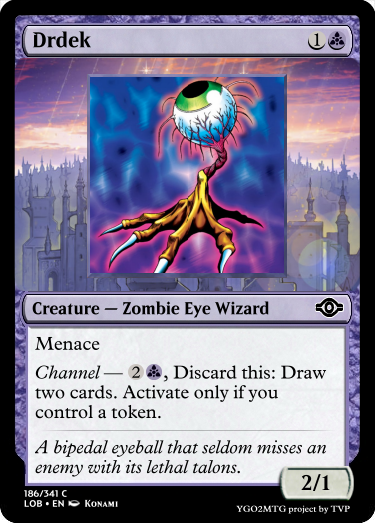 Drdek
1
Creature — Zombie Eye Wizard
Menace
Channel — 2, Discard this: Draw
two cards. Activate only if you
control a token.
A bipedal eyeball that seldom misses an
enemy with its lethal talons.
2/1
186/341 C
LOB • EN Konami
YGO2MTG project by TVP